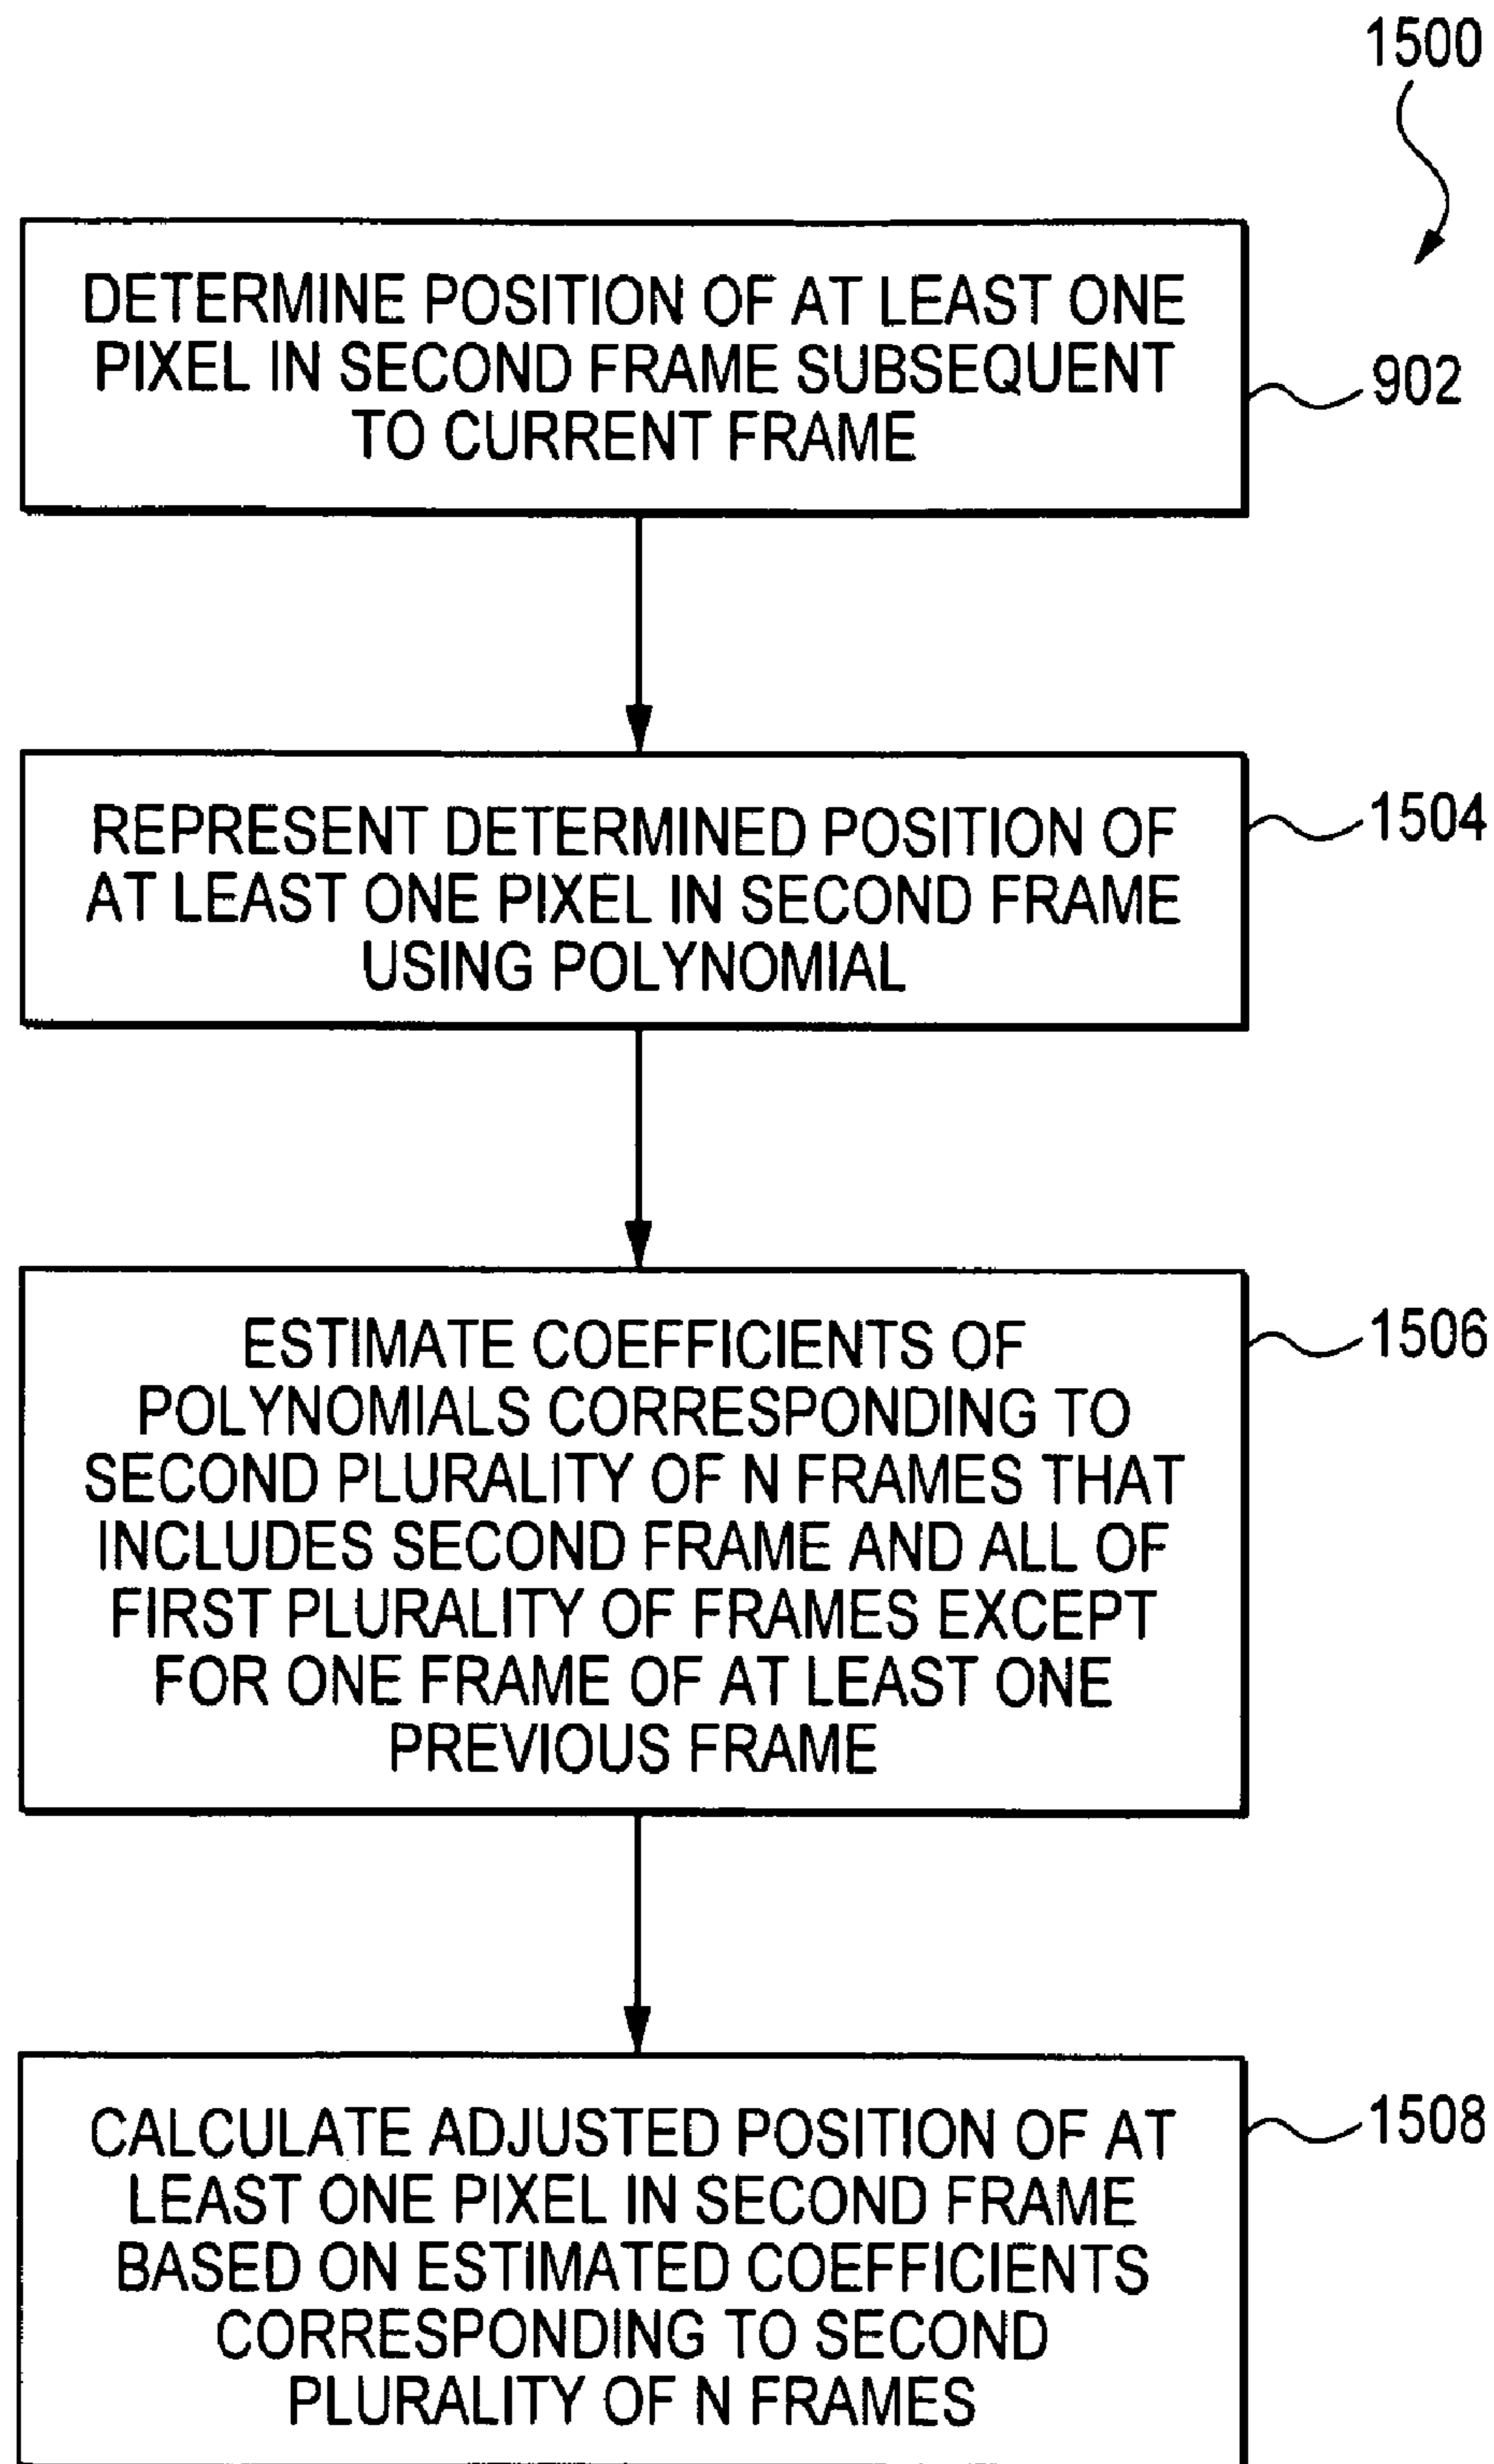 1500
DETERMINE POSITION OF AT LEAST ONE
PIXEL IN SECOND FRAME SUBSEQUENT
TO CURRENT FRAME
902
REPRESENT DETERMINED POSITION OF
AT LEAST ONE PIXEL IN SECOND FRAME
USING POLYNOMIAL
1504
ESTIMATE COEFFICIENTS OF
POLYNOMIALS CORRESPONDING TO
SECOND PLURALITY OF N FRAMES THAT
INCLUDES SECOND FRAME AND ALL OF
FIRST PLURALITY OF FRAMES EXCEPT
FOR ONE FRAME OF AT LEAST ONE
PREVIOUS FRAME
1506
CALCULATE ADJUSTED POSITION OF AT
LEAST ONE PIXEL IN SECOND FRAME
BASED ON ESTIMATED COEFFICIENTS
CORRESPONDING TO SECOND
PLURALITY OF N FRAMES
1508